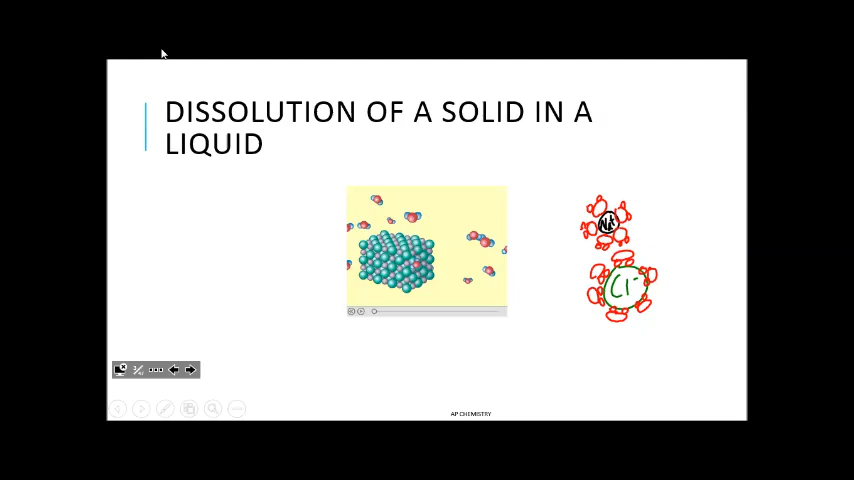 DISSOLUTION OF A SOLID IN A
LIQUID
Na+
Cl-
AP CHEMISTRY